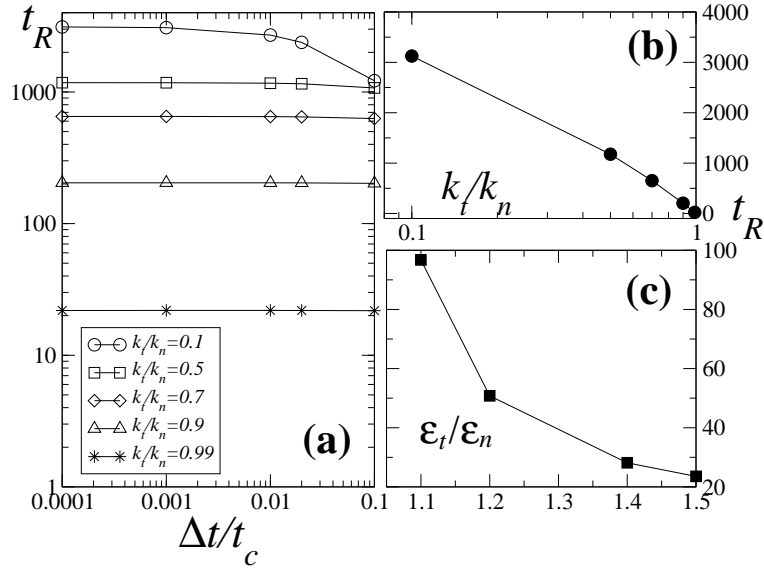 t_R
1000
100
10
1
0.0001 0.001 0.01 0.1
Δt/t_c
k_t/k_n=0.1
k_t/k_n=0.5
k_t/k_n=0.7
k_t/k_n=0.9
k_t/k_n=0.99
(a)
(b)
4000
3000
2000
1000
0
k_t/k_n
0.1 1
t_R
(c)
100
80
60
40
20
ε_t/ε_n
1.1 1.2 1.3 1.4 1.5